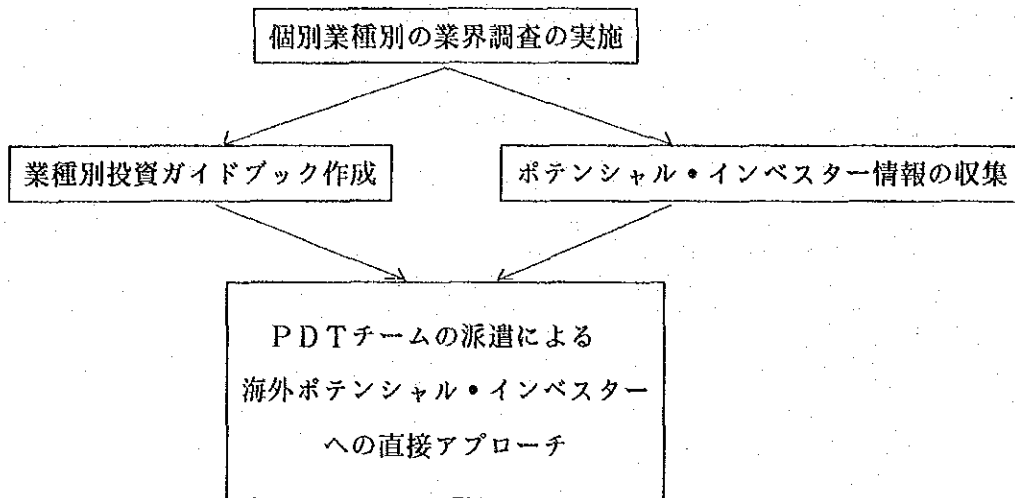 個別業種別の業界調査の実施
業種別投資ガイドブック作成
ポテンシャル・インベスター情報の収集
PDTチームの派遣による
海外ポテンシャル・インベスター
への直接アプローチ